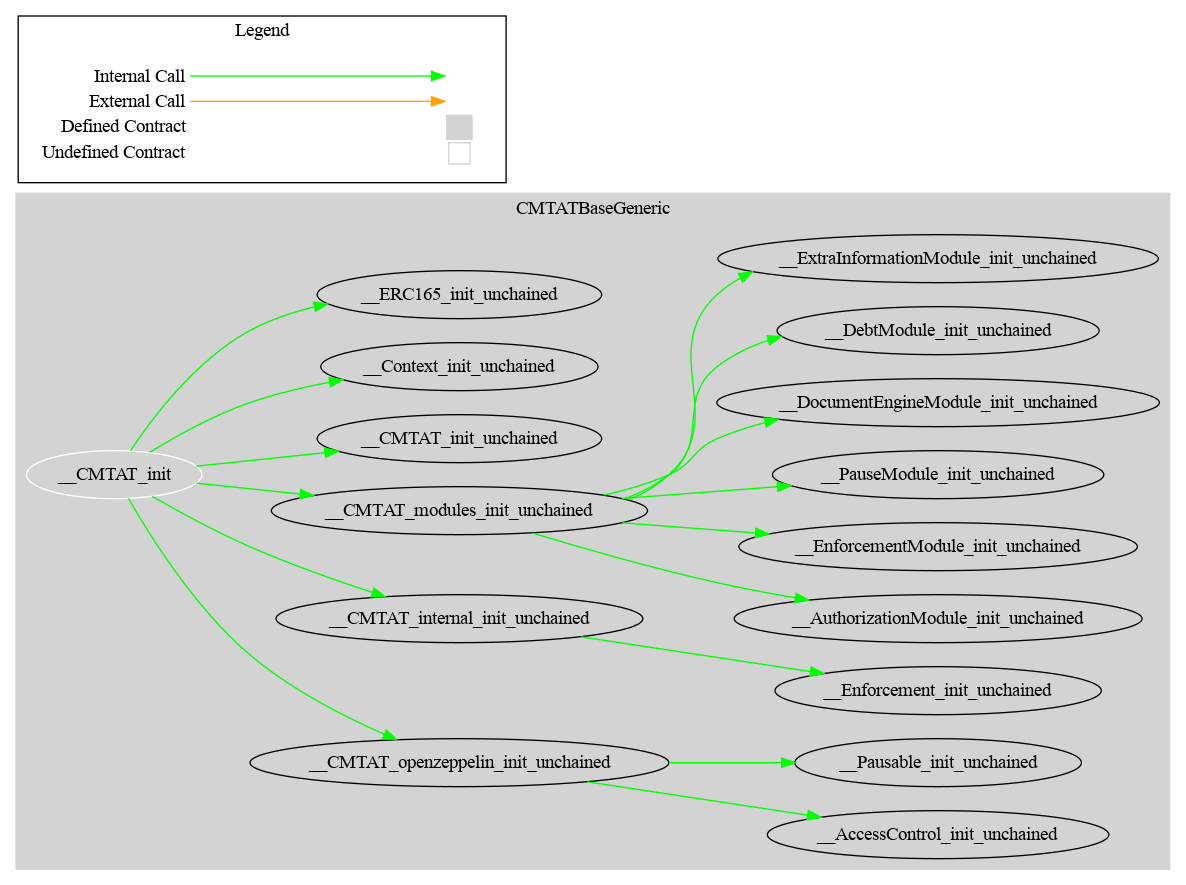 Legend
Internal Call
External Call
Defined Contract
Undefined Contract
CMTATBaseGeneric
__CMTAT_init
__ERC165_init_unchained
__Context_init_unchained
__CMTAT_init_unchained
__CMTAT_modules_init_unchained
__CMTAT_internal_init_unchained
__CMTAT_openzeppelin_init_unchained
__ExtraInformationModule_init_unchained
__DebtModule_init_unchained
__DocumentEngineModule_init_unchained
__PauseModule_init_unchained
__EnforcementModule_init_unchained
__AuthorizationModule_init_unchained
__Enforcement_init_unchained
__Pausable_init_unchained
__AccessControl_init_unchained